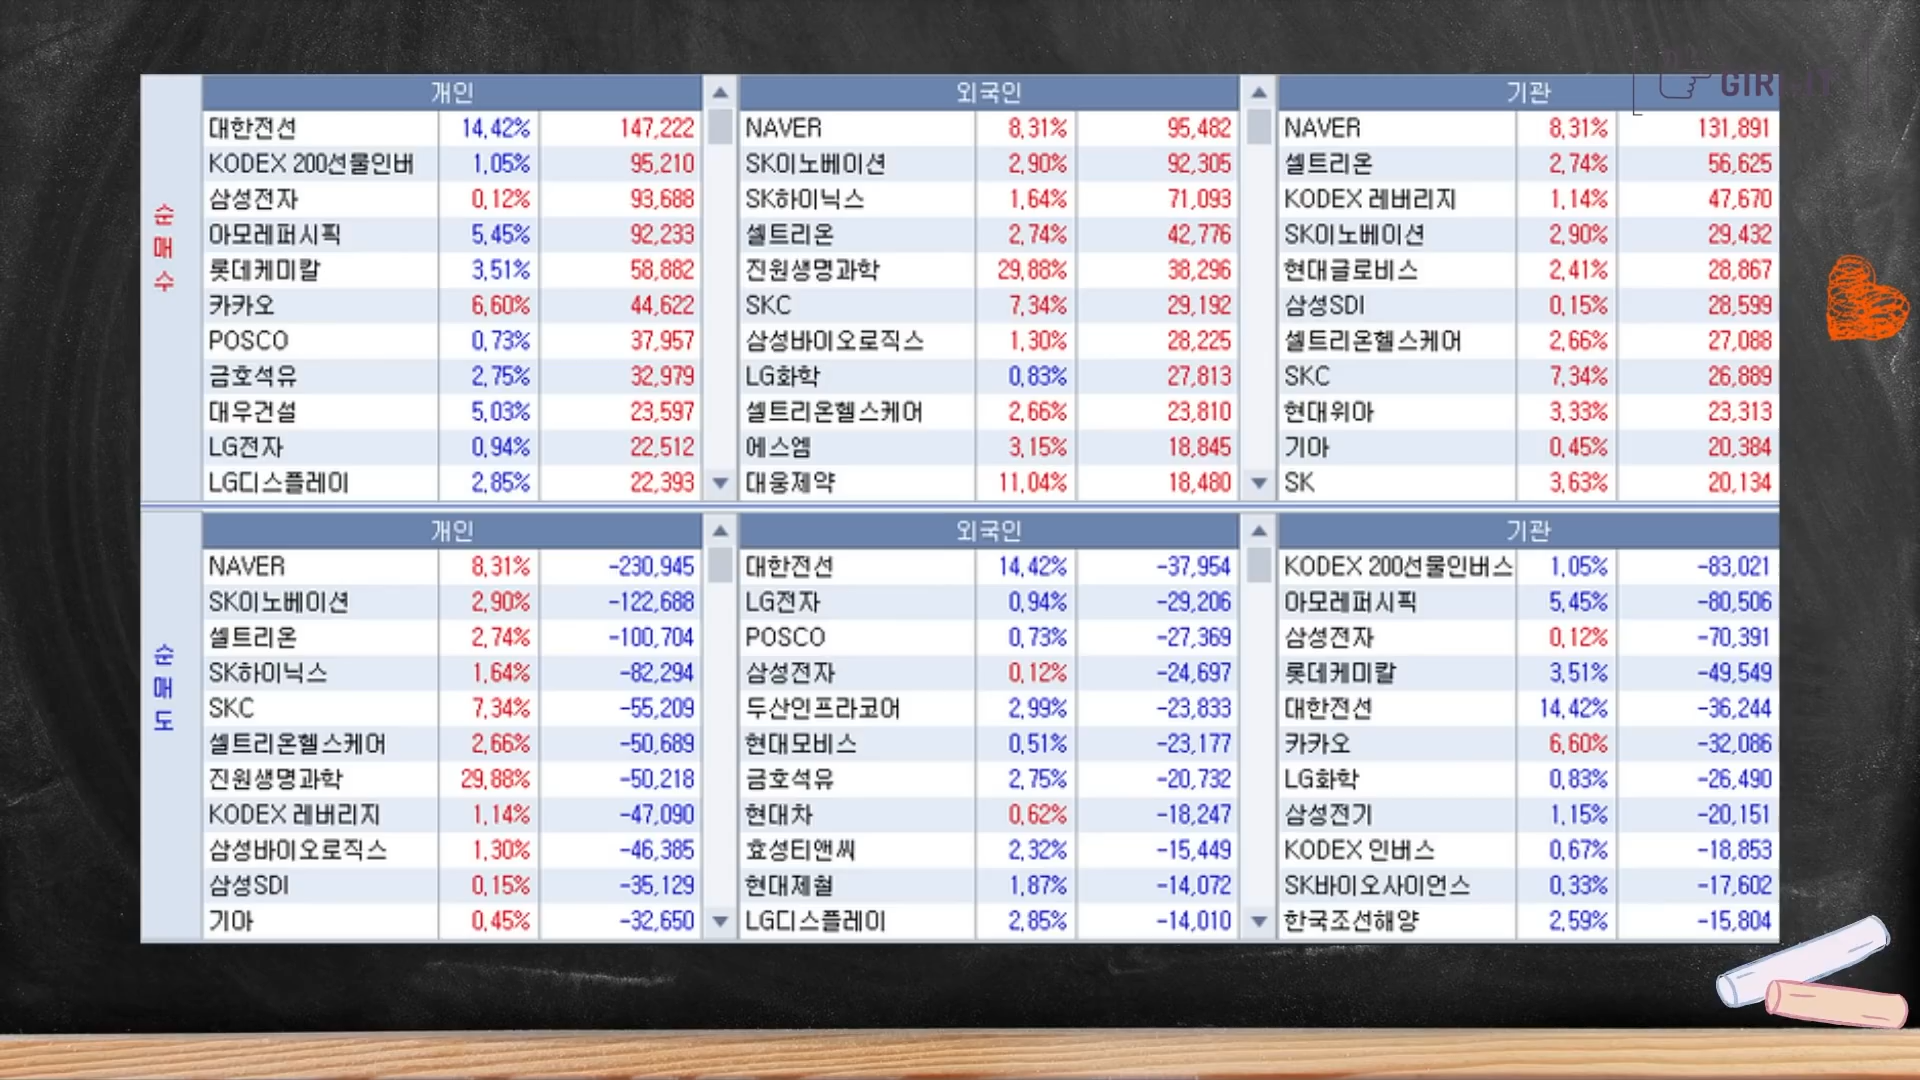 GIRL IT
순매수
개인
대한전선 14,42% 147,222
KODEX 200선물인버 1,05% 95,210
삼성전자 0,12% 93,688
아모레퍼시픽 5,45% 92,233
롯데케미칼 3,51% 58,882
카카오 6,60% 44,622
POSCO 0,73% 37,957
금호석유 2,75% 32,979
대우건설 5,03% 23,597
LG전자 0,94% 22,512
LG디스플레이 2,85% 22,393
외국인
NAVER 8,31% 95,482
SK이노베이션 2,90% 92,305
SK하이닉스 1,64% 71,093
셀트리온 2,74% 42,776
진원생명과학 29,88% 38,296
SKC 7,34% 29,192
삼성바이오로직스 1,30% 28,225
LG화학 0,83% 27,813
셀트리온헬스케어 2,66% 23,810
에스엠 3,15% 18,845
대웅제약 11,04% 18,480
기관
NAVER 8,31% 131,891
셀트리온 2,74% 56,625
KODEX 레버리지 1,14% 47,670
SK이노베이션 2,90% 29,432
현대글로비스 2,41% 28,867
삼성SDI 0,15% 28,599
셀트리온헬스케어 2,66% 27,088
SKC 7,34% 26,889
현대위아 3,33% 23,313
기아 0,45% 20,384
SK 3,63% 20,134
순매도
개인
NAVER 8,31% -230,945
SK이노베이션 2,90% -122,688
셀트리온 2,74% -100,704
SK하이닉스 1,64% -82,294
SKC 7,34% -55,209
셀트리온헬스케어 2,66% -50,689
진원생명과학 29,88% -50,218
KODEX 레버리지 1,14% -47,090
삼성바이오로직스 1,30% -46,385
삼성SDI 0,15% -35,129
기아 0,45% -32,650
외국인
대한전선 14,42% -37,954
LG전자 0,94% -29,206
POSCO 0,73% -27,369
삼성전자 0,12% -24,697
두산인프라코어 2,99% -23,833
현대모비스 0,51% -23,177
금호석유 2,75% -20,732
현대차 0,62% -18,247
효성티앤씨 2,32% -15,449
현대제철 1,87% -14,072
LG디스플레이 2,85% -14,010
기관
KODEX 200선물인버스 1,05% -83,021
아모레퍼시픽 5,45% -80,506
삼성전자 0,12% -70,391
롯데케미칼 3,51% -49,549
대한전선 14,42% -36,244
카카오 6,60% -32,086
LG화학 0,83% -26,490
삼성전기 1,15% -20,151
KODEX 인버스 0,67% -18,853
SK바이오사이언스 0,33% -17,602
한국조선해양 2,59% -15,804